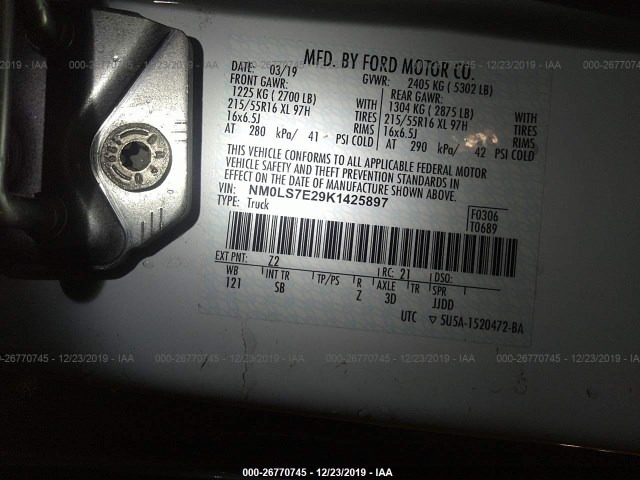 MFD. BY FORD MOTOR CO.
DATE: 03/19 GVWR: 2405 KG ( 5302 LB)
FRONT GAWR: REAR GAWR:
1225 KG ( 2700 LB) WITH 1304 KG ( 2875 LB) WITH
215/55R16 XL 97H TIRES 215/55R16 XL 97H TIRES
16x6.5J RIMS 16x6.5J RIMS
AT 280 kPa/ 41 PSI COLD AT 290 kPa/ 42 PSI COLD
THIS VEHICLE CONFORMS TO ALL APPLICABLE FEDERAL MOTOR
VEHICLE SAFETY AND THEFT PREVENTION STANDARDS IN
EFFECT ON THE DATE OF MANUFACTURE SHOWN ABOVE.
VIN: NM0LS7E29K1425897
TYPE: Truck
F0306
T0689
EXT PNT: Z2 RC: 21 DSO:
WB INT TR TP/PS R AXLE TR SPR
121 SB Z 3D JJDD
UTC ▽ 5U5A-1520472-BA
000-26770745 - 12/23/2019 - IAA